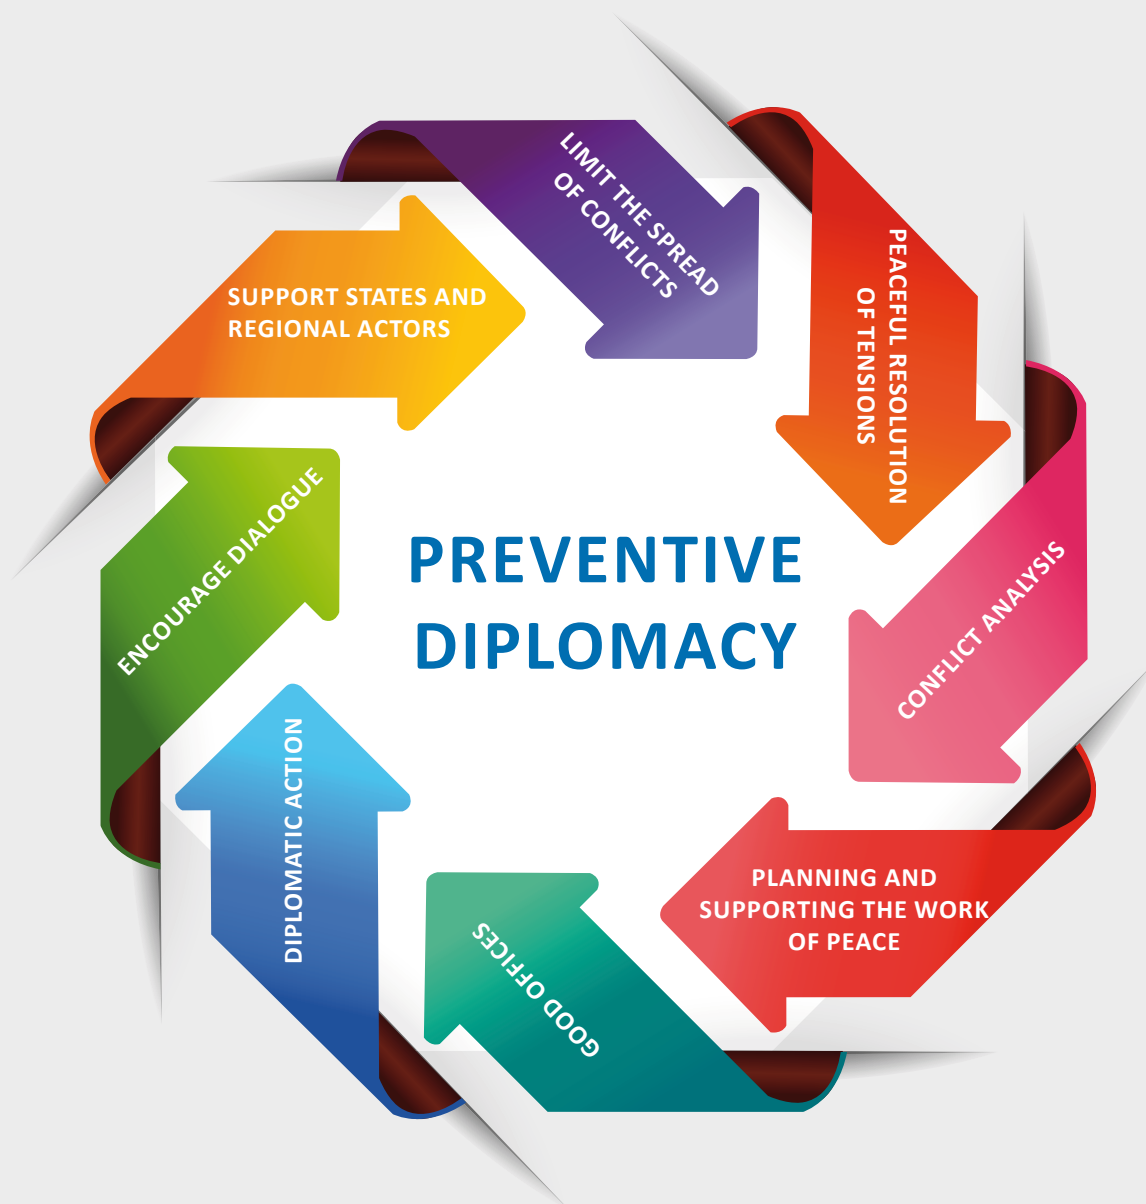 PREVENTIVE
DIPLOMACY
LIMIT THE SPREAD
OF CONFLICTS
PEACEFUL RESOLUTION
OF TENSIONS
CONFLICT ANALYSIS
PLANNING AND
SUPPORTING THE WORK
OF PEACE
GOOD OFFICES
DIPLOMATIC ACTION
ENCOURAGE DIALOGUE
SUPPORT STATES AND
REGIONAL ACTORS